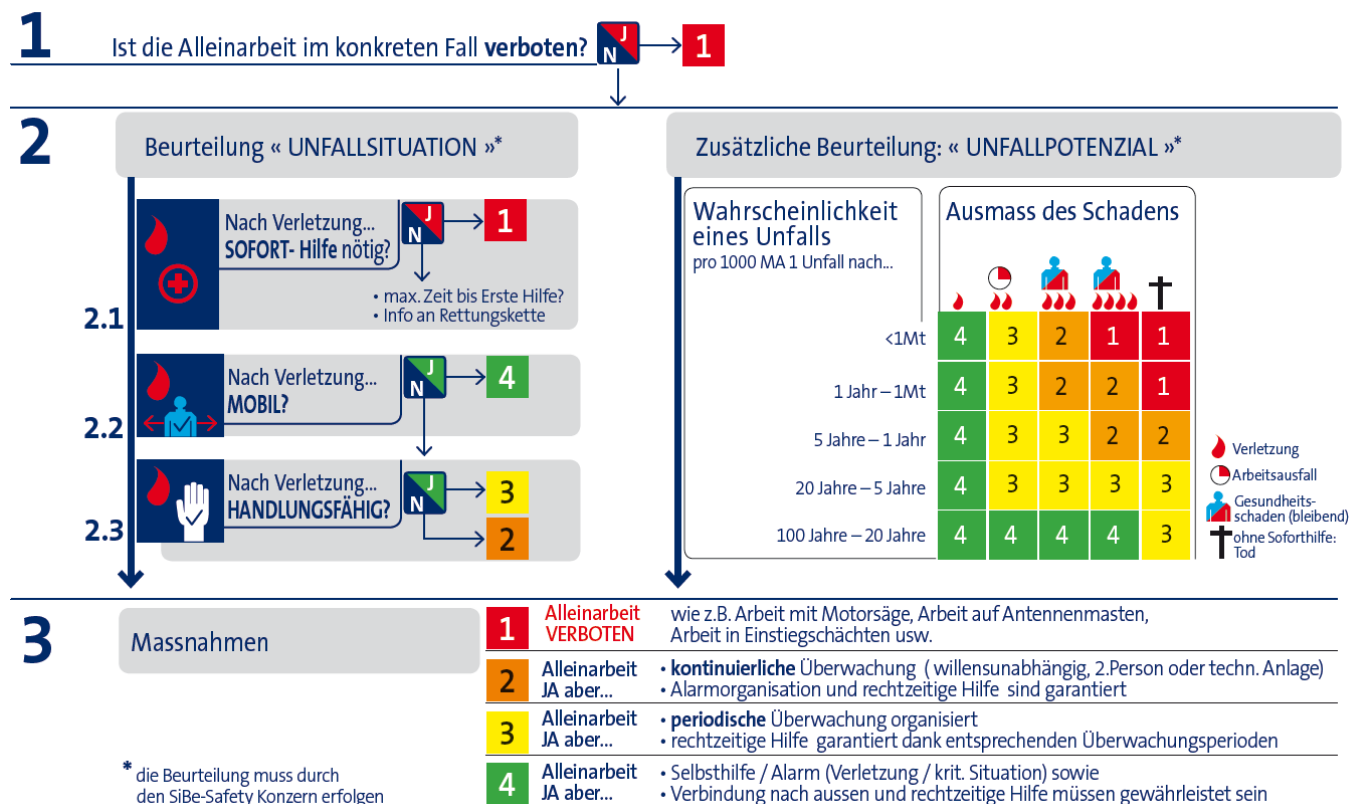 1
Ist die Alleinarbeit im konkreten Fall verboten?
J
N
1
2
Beurteilung « UNFALLSITUATION »*
2.1
Nach Verletzung...
SOFORT- Hilfe nötig?
J
N
1
• max. Zeit bis Erste Hilfe?
• Info an Rettungskette
2.2
Nach Verletzung...
MOBIL?
J
N
4
2.3
Nach Verletzung...
HANDLUNGSFÄHIG?
J
N
3
2
Zusätzliche Beurteilung: « UNFALLPOTENZIAL »*
Wahrscheinlichkeit
eines Unfalls
pro 1000 MA 1 Unfall nach...
Ausmass des Schadens
<1Mt 4 3 2 1 1
1 Jahr – 1Mt 4 3 2 2 1
5 Jahre – 1 Jahr 4 3 3 2 2
20 Jahre – 5 Jahre 4 3 3 3 3
100 Jahre – 20 Jahre 4 4 4 4 3
Verletzung
Arbeitsausfall
Gesundheits-
schaden (bleibend)
ohne Soforthilfe:
Tod
3
Massnahmen
1
Alleinarbeit
VERBOTEN
wie z.B. Arbeit mit Motorsäge, Arbeit auf Antennenmasten,
Arbeit in Einstiegschächten usw.
2
Alleinarbeit
JA aber...
• kontinuierliche Überwachung ( willensunabhängig, 2.Person oder techn. Anlage)
• Alarmorganisation und rechtzeitige Hilfe sind garantiert
3
Alleinarbeit
JA aber...
• periodische Überwachung organisiert
• rechtzeitige Hilfe garantiert dank entsprechenden Überwachungsperioden
4
Alleinarbeit
JA aber...
• Selbsthilfe / Alarm (Verletzung / krit. Situation) sowie
• Verbindung nach aussen und rechtzeitige Hilfe müssen gewährleistet sein
* die Beurteilung muss durch
den SiBe-Safety Konzern erfolgen